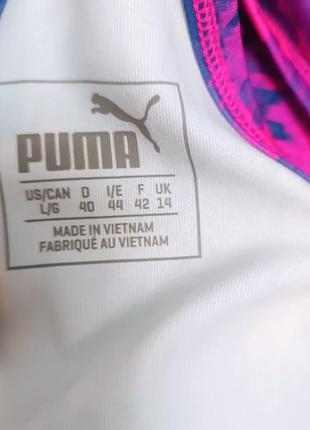 PUMA
US/CAN D I/E F UK
L/G 40 44 42 14
MADE IN VIETNAM
FABRIQUÉ AU VIETNAM